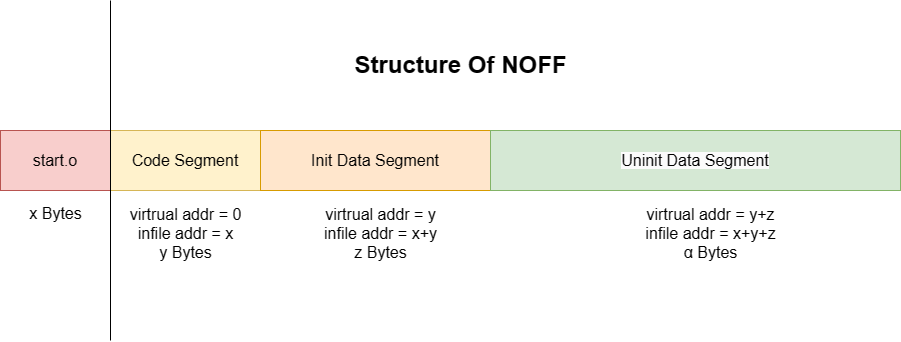 Structure Of NOFF
start.o
Code Segment
Init Data Segment
Uninit Data Segment
x Bytes
virtrual addr = 0
infile addr = x
y Bytes
virtrual addr = y
infile addr = x+y
z Bytes
virtrual addr = y+z
infile addr = x+y+z
α Bytes